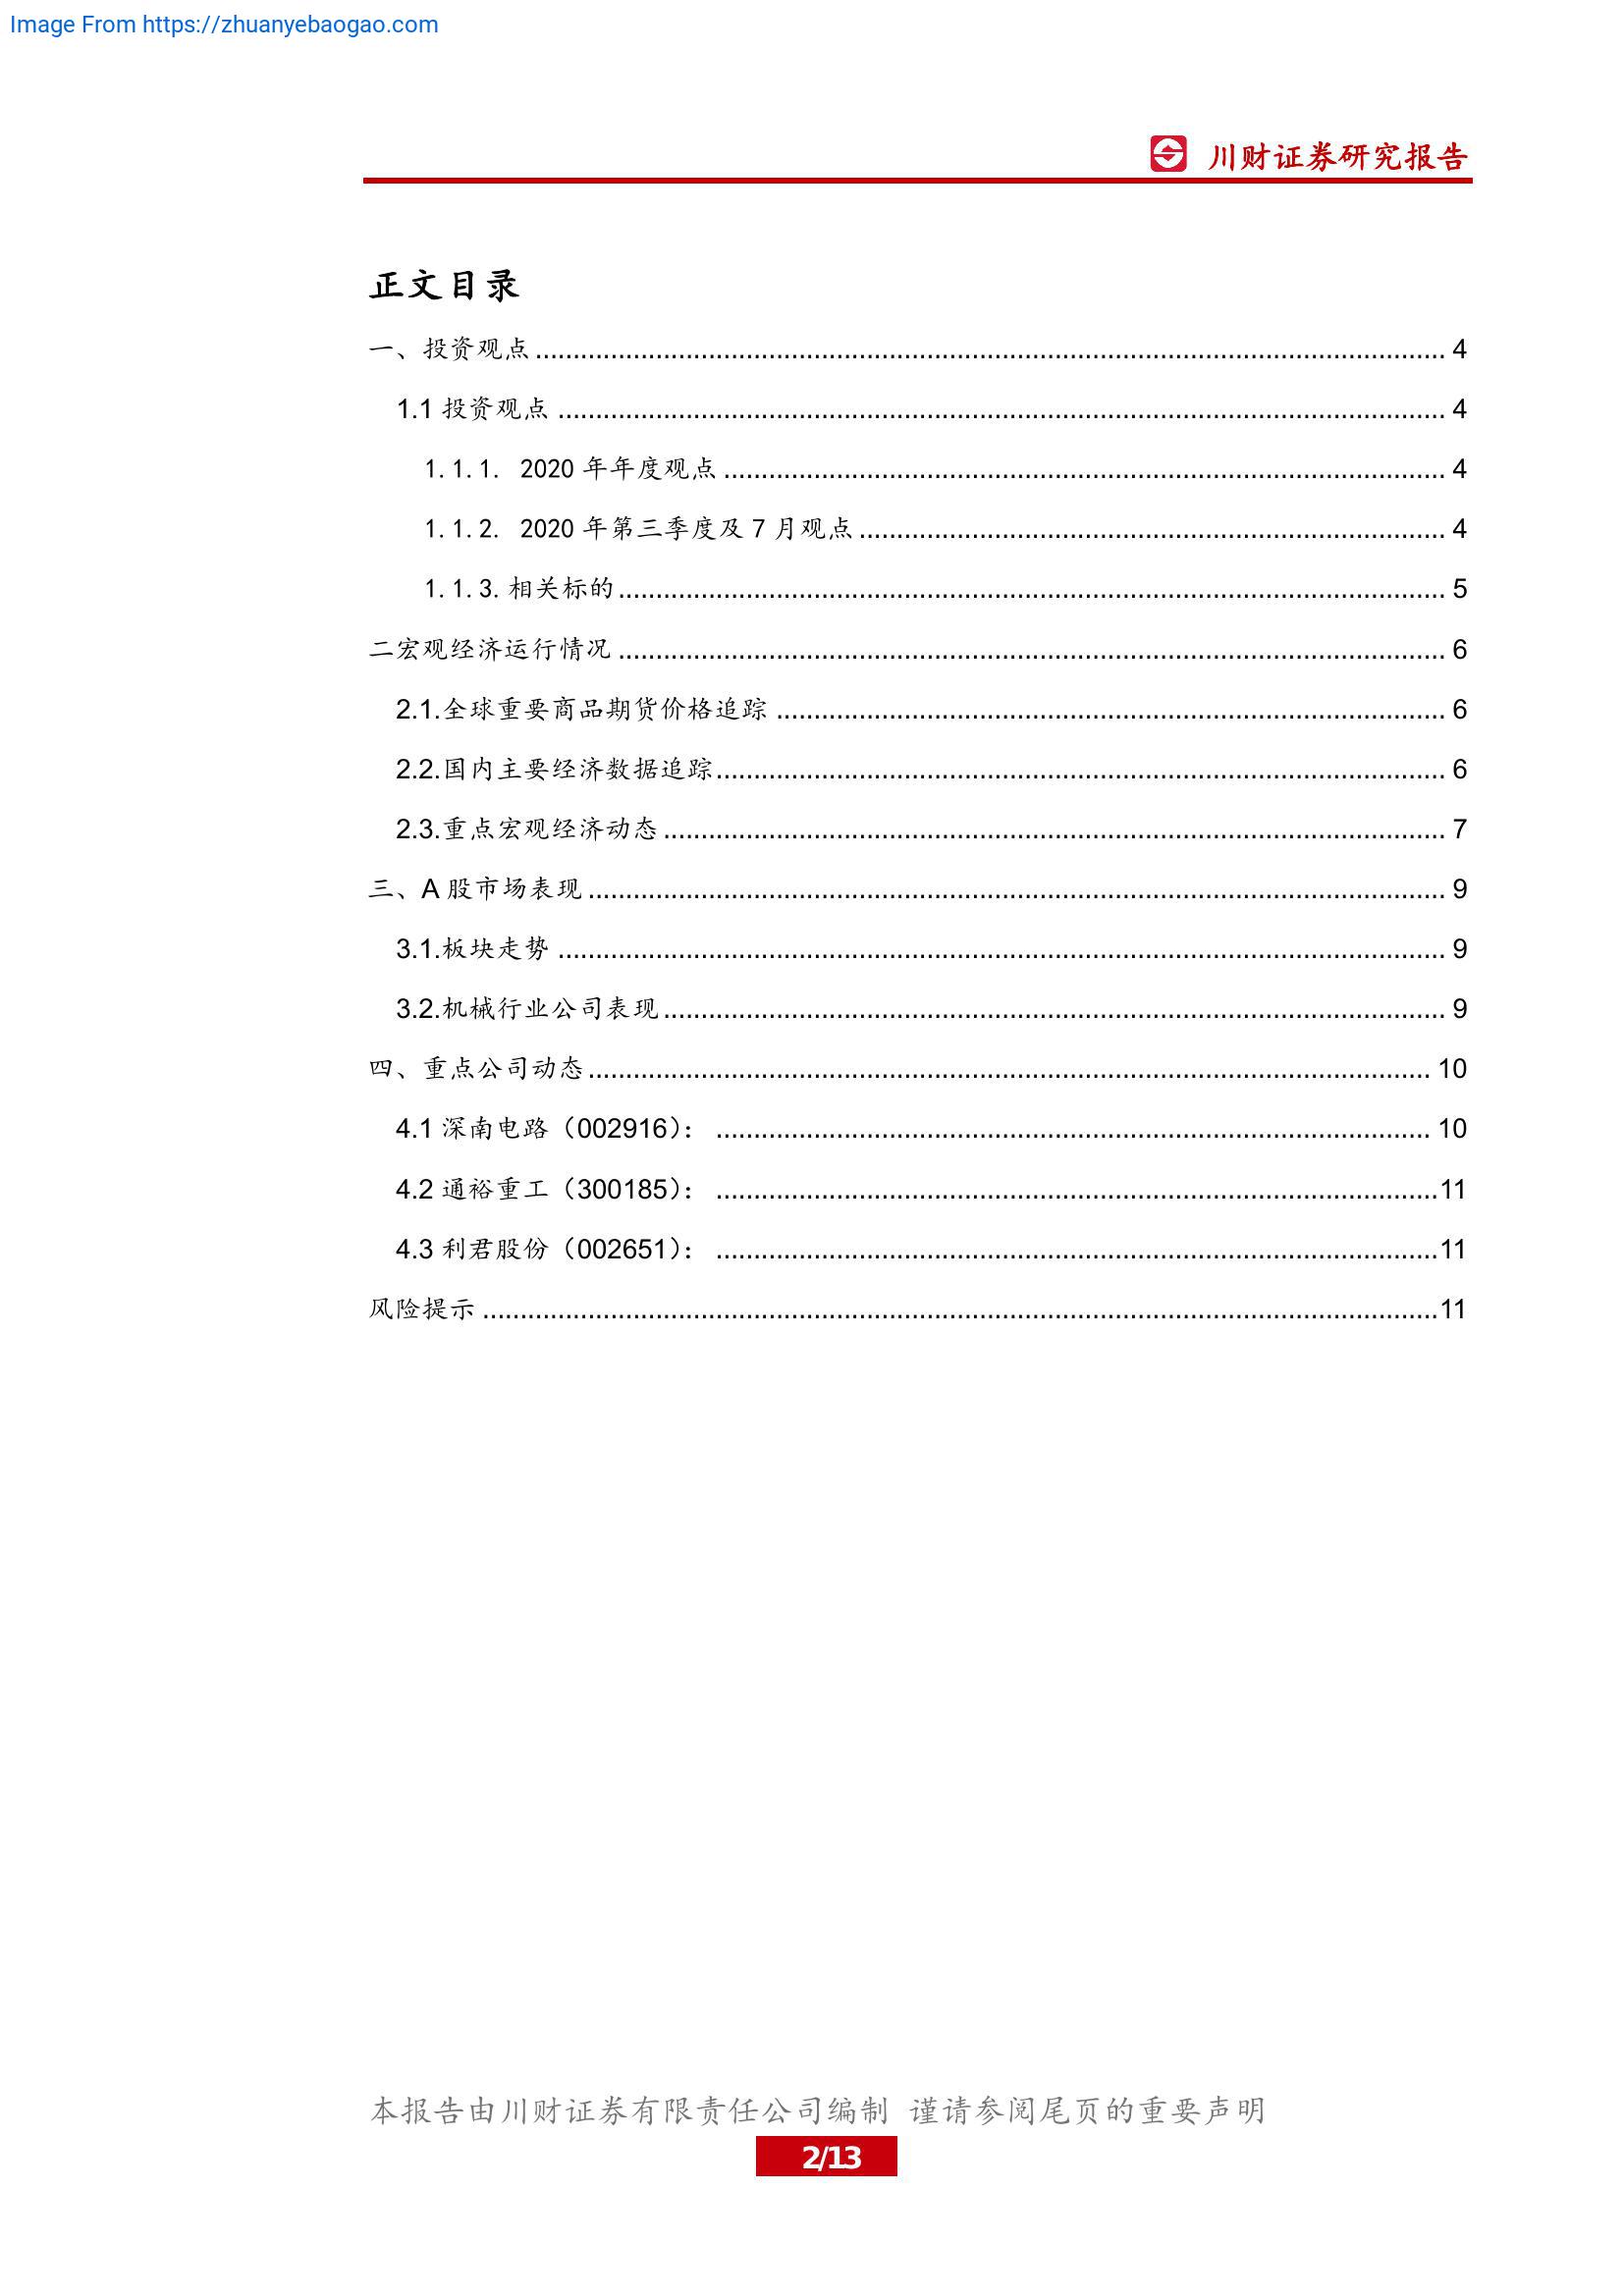 Image From https://zhuanyebaogao.com
川财证券研究报告
正文目录
一、投资观点 ........ 4
1.1 投资观点 ........ 4
1.1.1. 2020 年年度观点 ........ 4
1.1.2. 2020 年第三季度及 7 月观点 ........ 4
1.1.3.相关标的 ........ 5
二宏观经济运行情况 ........ 6
2.1.全球重要商品期货价格追踪 ........ 6
2.2.国内主要经济数据追踪 ........ 6
2.3.重点宏观经济动态 ........ 7
三、A 股市场表现 ........ 9
3.1.板块走势 ........ 9
3.2.机械行业公司表现 ........ 9
四、重点公司动态 ........ 10
4.1 深南电路（002916）： ........ 10
4.2 通裕重工（300185）： ........ 11
4.3 利君股份（002651）： ........ 11
风险提示 ........ 11
本报告由川财证券有限责任公司编制 谨请参阅尾页的重要声明
2/13